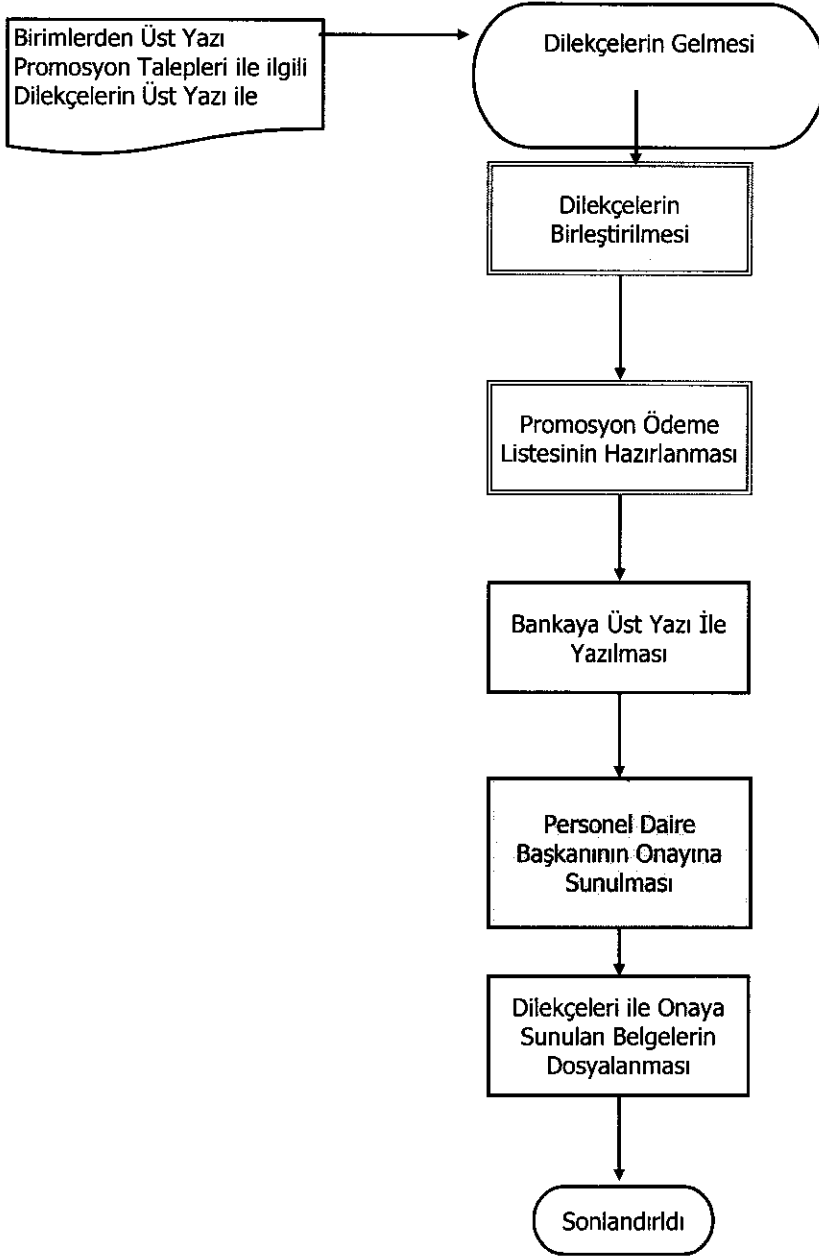 Birimlerden Üst Yazı
Promosyon Talepleri ile ilgili
Dilekçelerin Üst Yazı ile
Dilekçelerin Gelmesi
Dilekçelerin
Birleştirilmesi
Promosyon Ödeme
Listesinin Hazırlanması
Bankaya Üst Yazı İle
Yazılması
Personel Daire
Başkanının Onayına
Sunulması
Dilekçeleri ile Onaya
Sunulan Belgelerin
Dosyalanması
Sonlandırldı